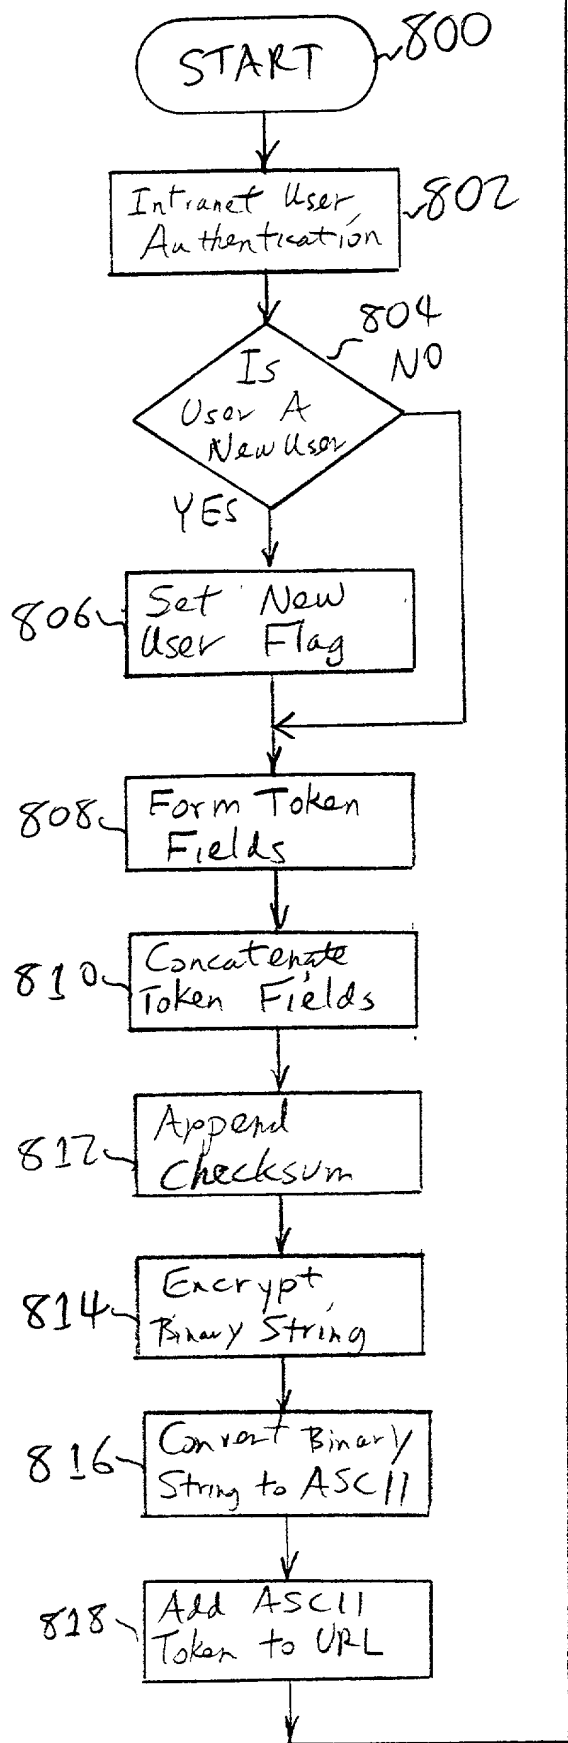 START
800
Intranet User
Authentication
802
804
Is
User A
New User
NO
YES
806
Set New
User Flag
808
Form Token
Fields
810
Concatenate
Token Fields
812
Append
Checksum
814
Encrypt
Binary String
816
Convert Binary
String to ASCII
818
Add ASCII
Token to URL